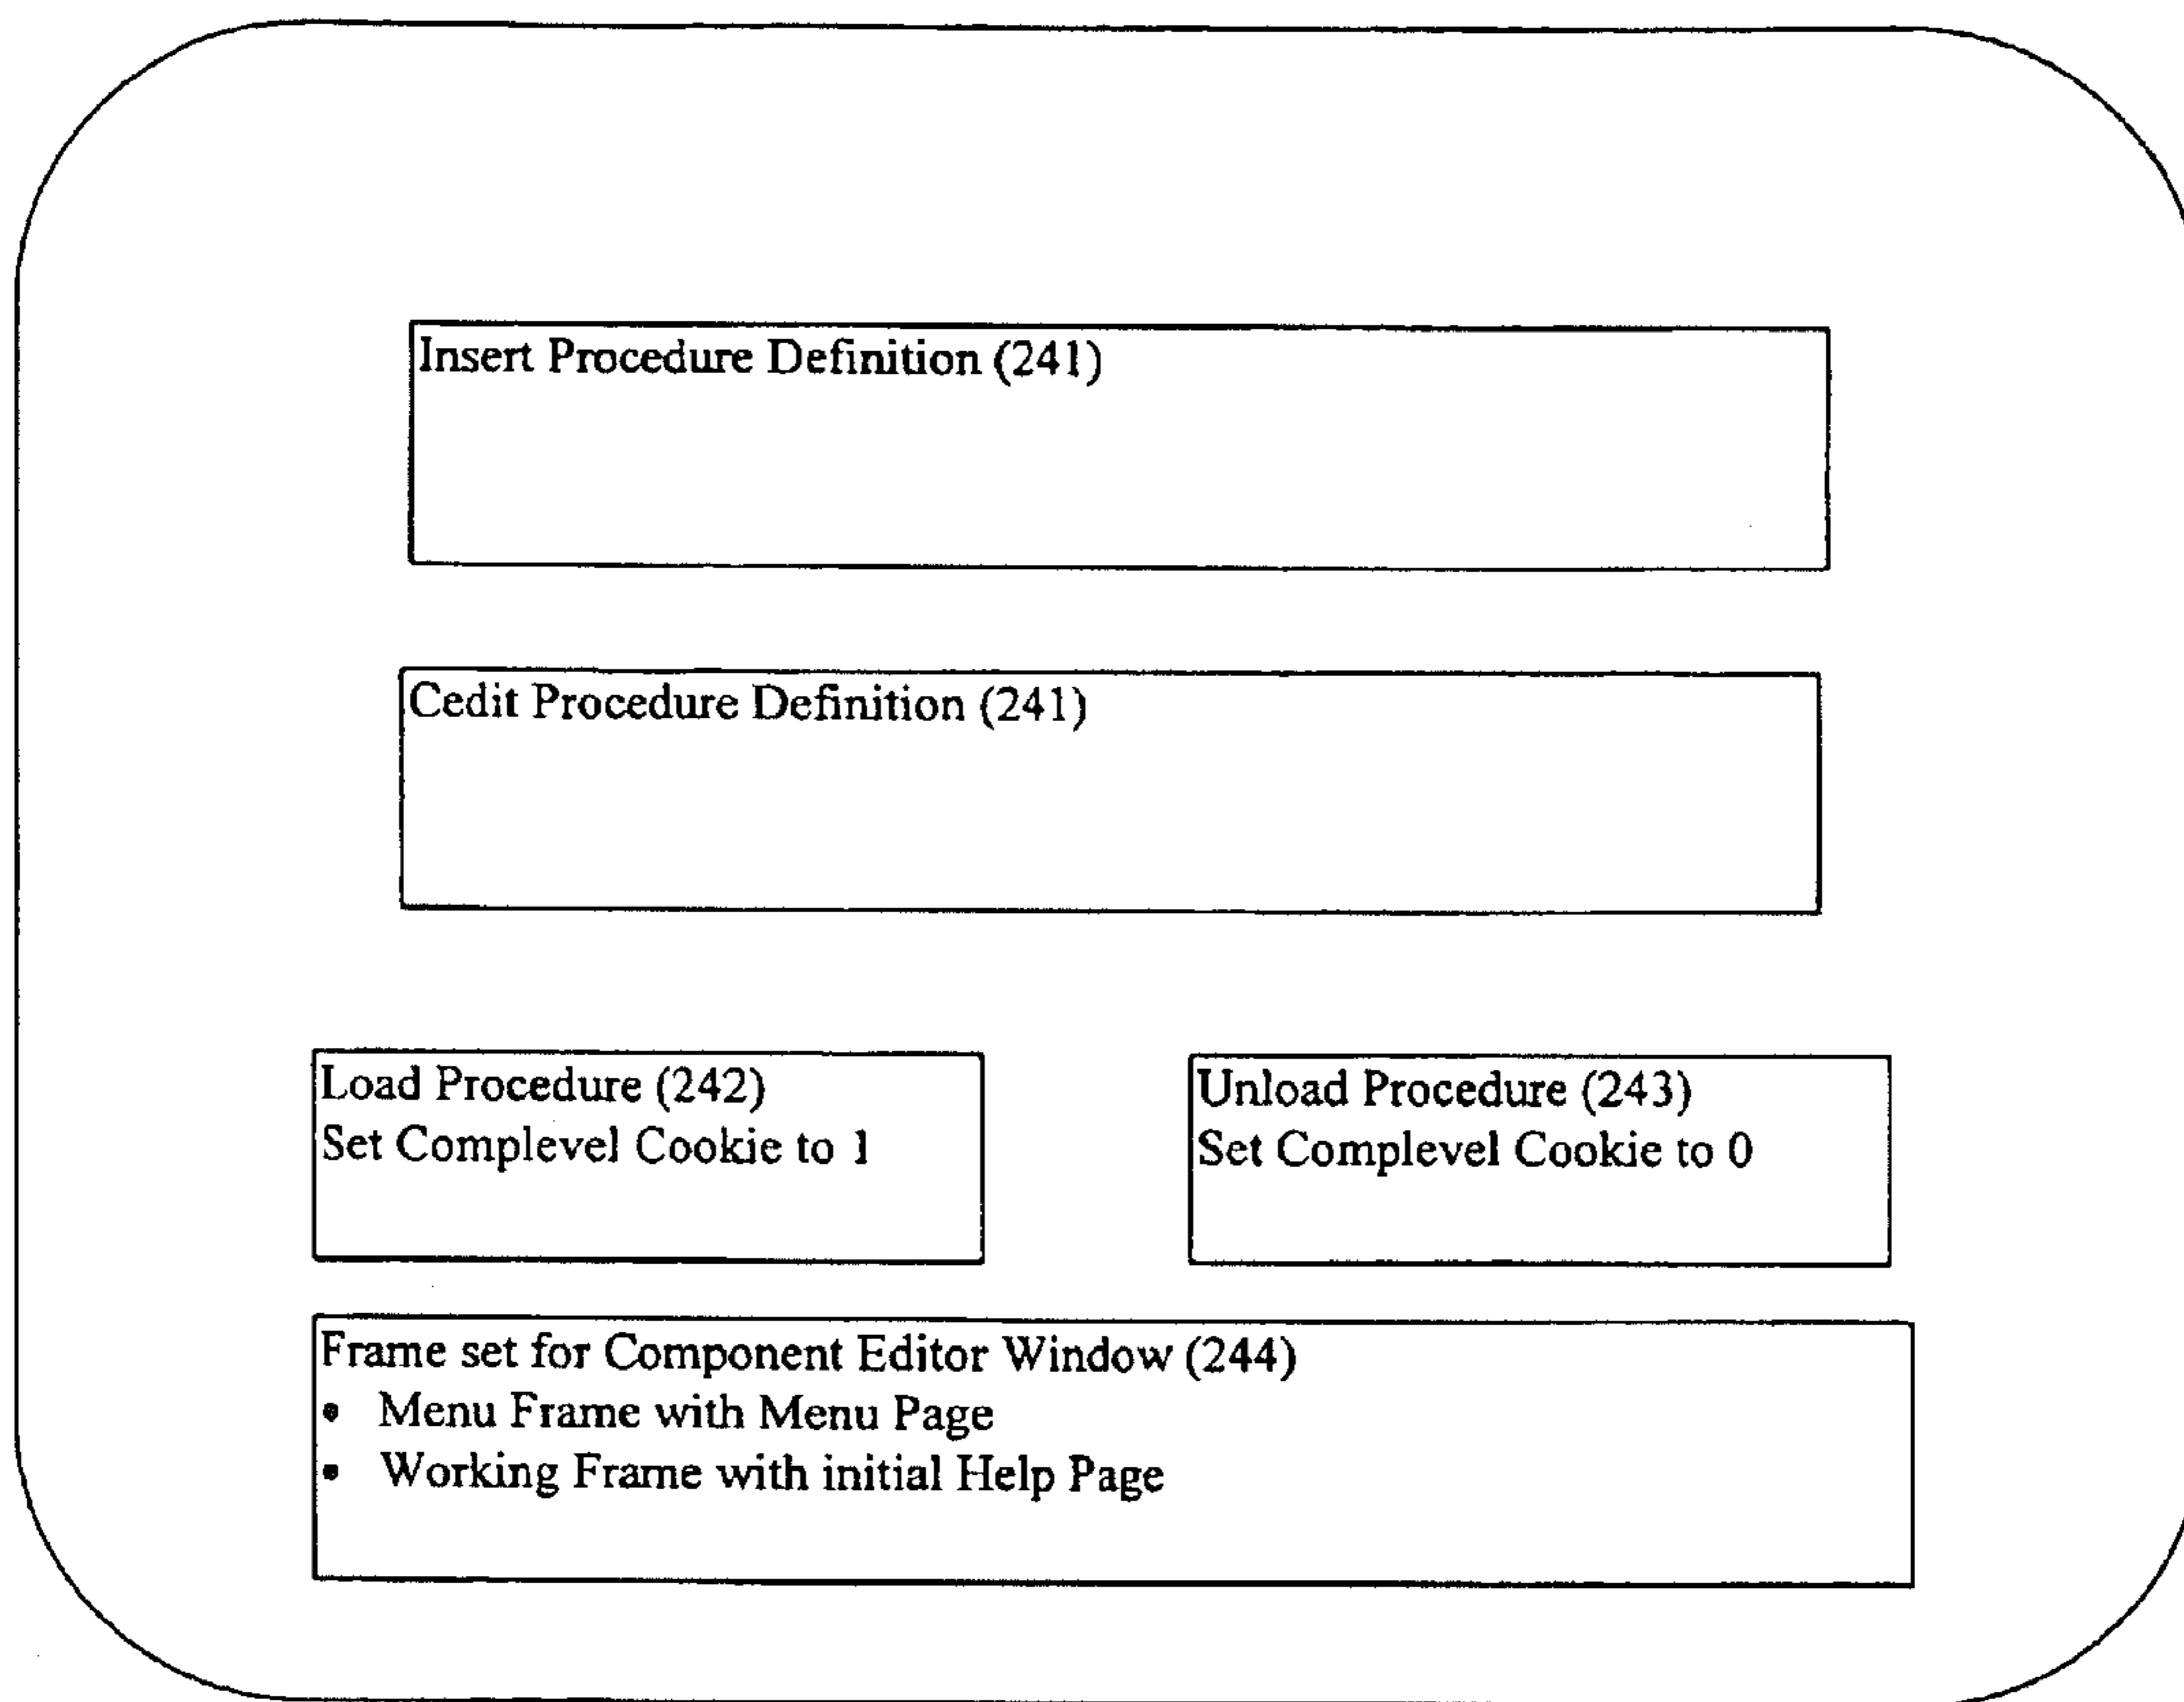 Insert Procedure Definition (241)
Cedit Procedure Definition (241)
Load Procedure (242)
Set Complevel Cookie to 1
Unload Procedure (243)
Set Complevel Cookie to 0
Frame set for Component Editor Window (244)
• Menu Frame with Menu Page
• Working Frame with initial Help Page